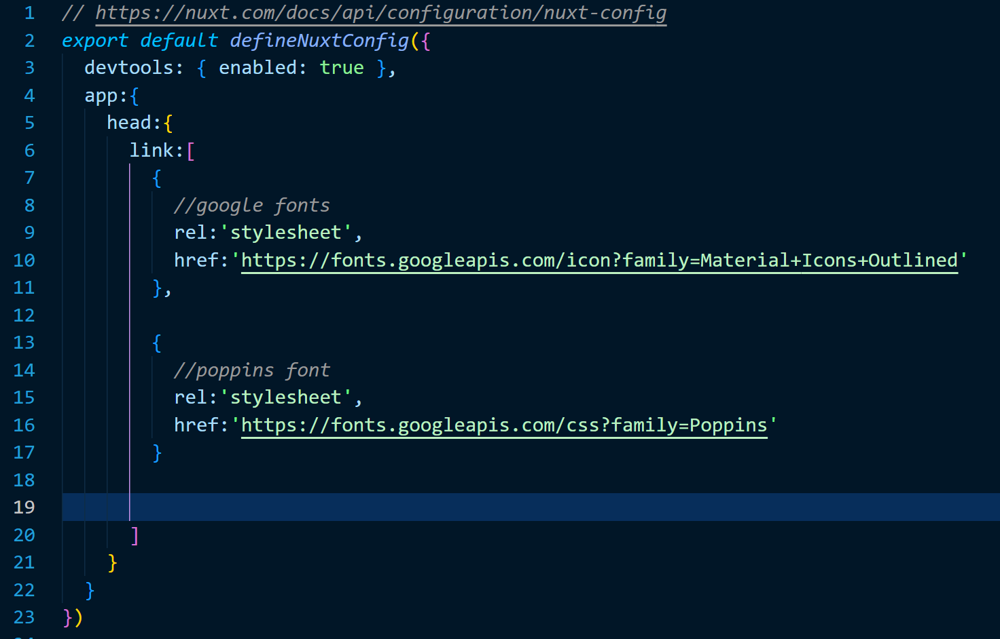 1 // https://nuxt.com/docs/api/configuration/nuxt-config
2 export default defineNuxtConfig({
3   devtools: { enabled: true },
4   app:{
5     head:{
6       link:[
7         {
8           //google fonts
9           rel:'stylesheet',
10           href:'https://fonts.googleapis.com/icon?family=Material+Icons+Outlined'
11         },
12
13         {
14           //poppins font
15           rel:'stylesheet',
16           href:'https://fonts.googleapis.com/css?family=Poppins'
17         }
18
19
20       ]
21     }
22   }
23 })